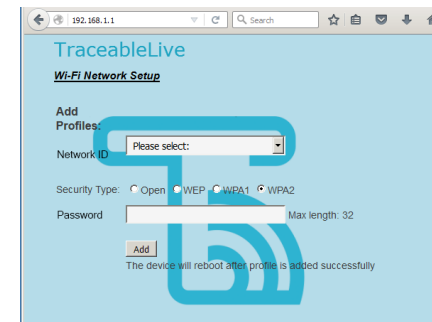 192.168.1.1
Search
TraceableLive
Wi-Fi Network Setup
Add
Profiles:
Network ID
Please select:
Security Type: Open WEP WPA1 WPA2
Password
Max length: 32
Add
The device will reboot after profile is added successfully